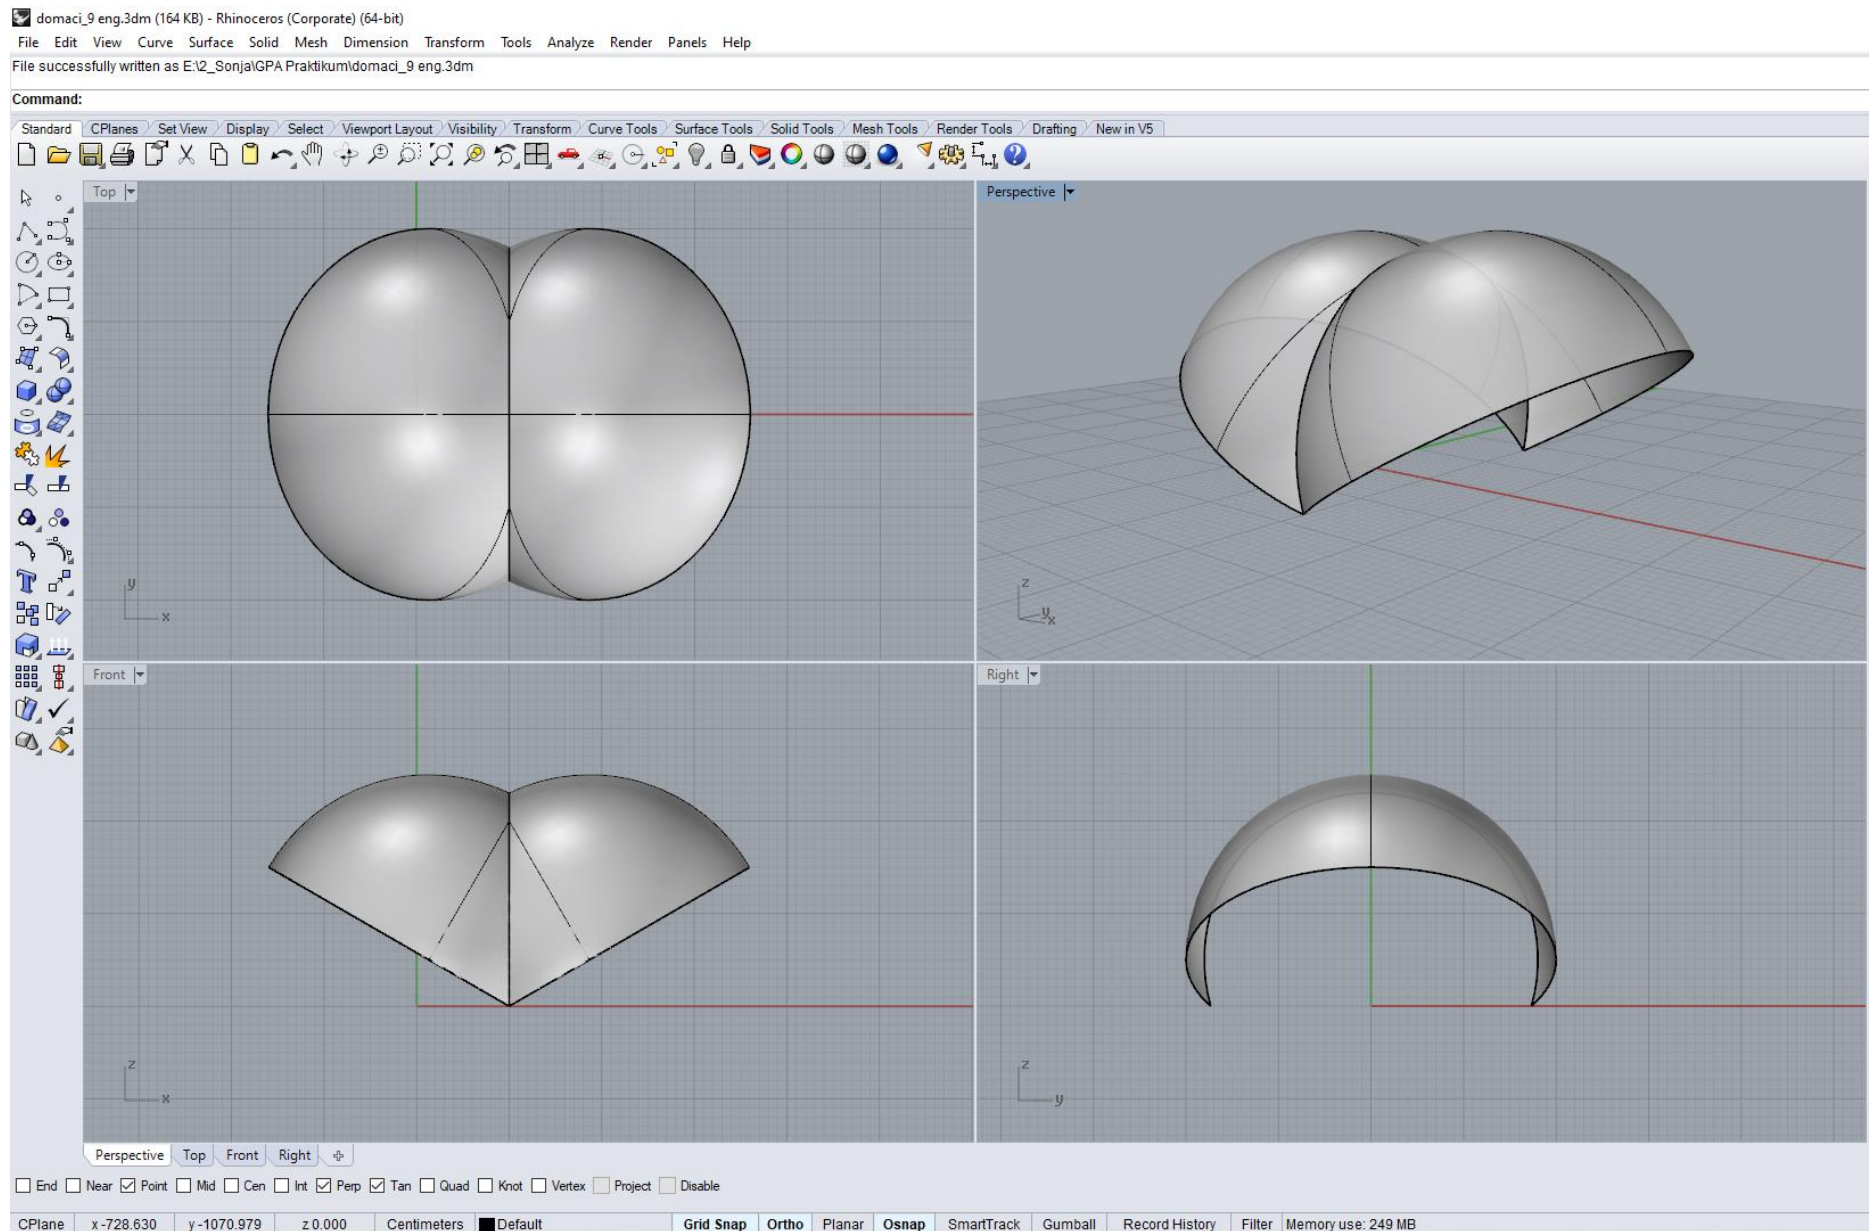 domaci_9 eng.3dm (164 KB) - Rhinoceros (Corporate) (64-bit)
File Edit View Curve Surface Solid Mesh Dimension Transform Tools Analyze Render Panels Help
File successfully written as E:\2_Sonja\GPA Praktikum\domaci_9 eng.3dm
Command:
Standard CPlanes Set View Display Select Viewport Layout Visibility Transform Curve Tools Surface Tools Solid Tools Mesh Tools Render Tools Drafting New in V5
Top
y
x
Perspective
z
y
x
Front
z
x
Right
z
y
Perspective Top Front Right
End Near Point Mid Cen Int Perp Tan Quad Knot Vertex Project Disable
CPlane x -728.630 y -1070.979 z 0.000 Centimeters Default Grid Snap Ortho Planar Osnap SmartTrack Gumball Record History Filter Memory use: 249 MB